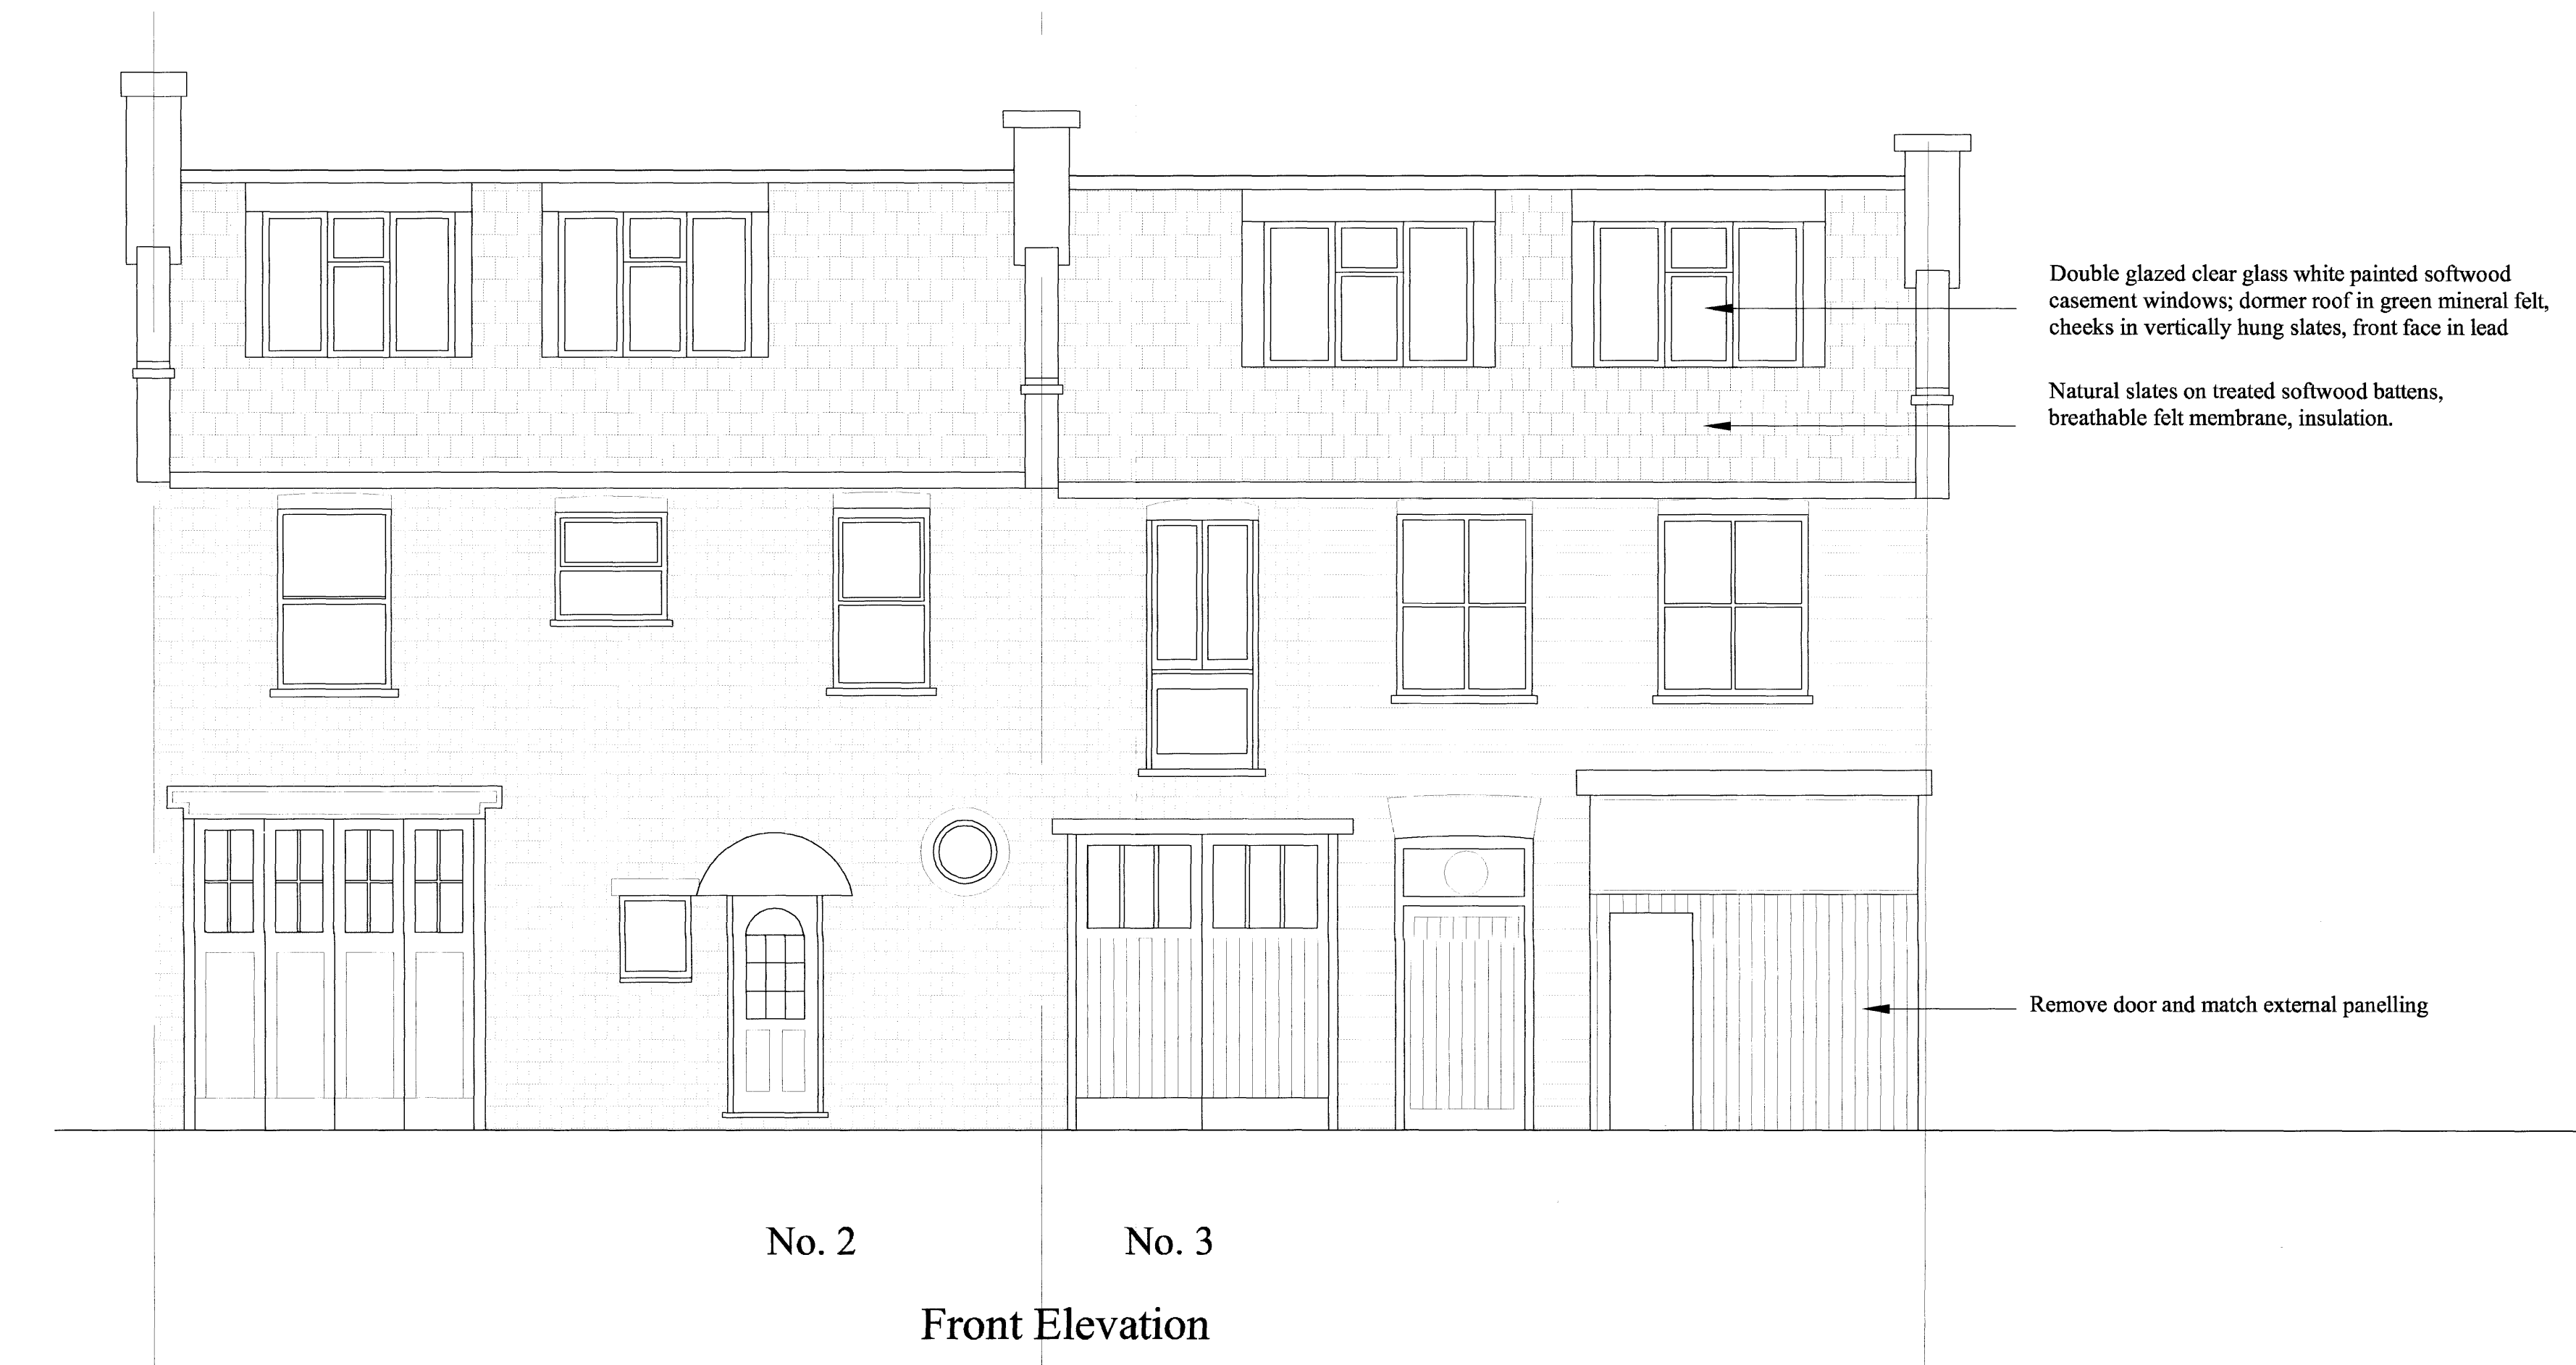 Double glazed clear glass white painted softwood
casement windows; dormer roof in green mineral felt,
cheeks in vertically hung slates, front face in lead
Natural slates on treated softwood battens,
breathable felt membrane, insulation.
Remove door and match external panelling
No. 2
No. 3
Front Elevation